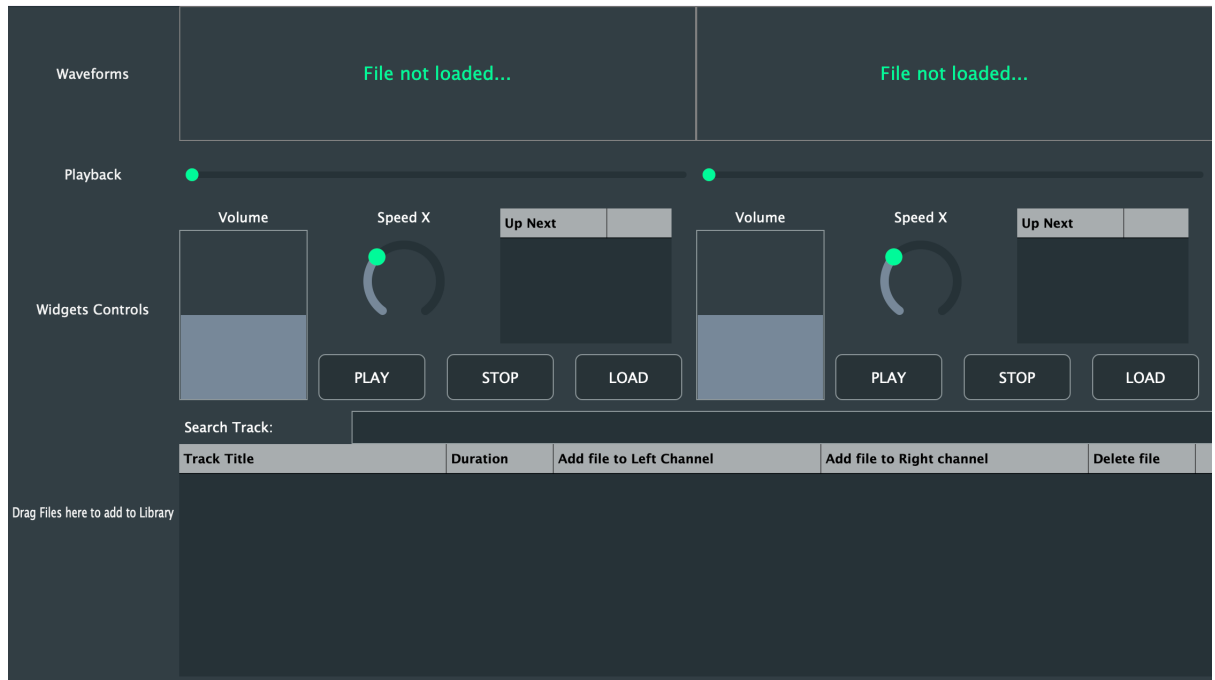 Waveforms
File not loaded...
File not loaded...
Playback
Volume
Speed X
Up Next
Volume
Speed X
Up Next
Widgets Controls
PLAY
STOP
LOAD
PLAY
STOP
LOAD
Search Track:
Track Title
Duration
Add file to Left Channel
Add file to Right channel
Delete file
Drag Files here to add to Library